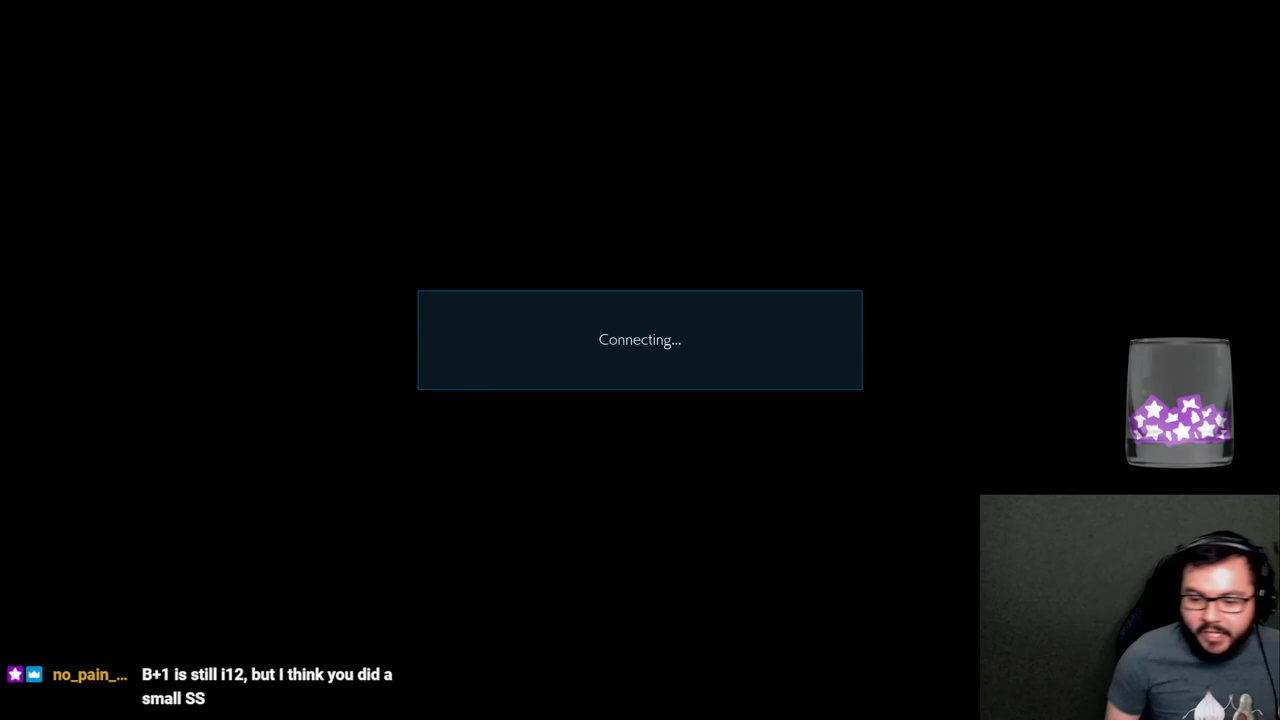 Connecting...
no_pain_... B+1 is still i12, but I think you did a
small SS